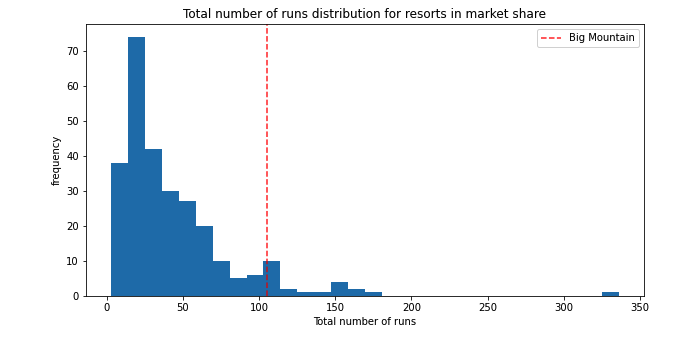 Total number of runs distribution for resorts in market share
Big Mountain
frequency
70
60
50
40
30
20
10
0
0 50 100 150 200 250 300 350
Total number of runs